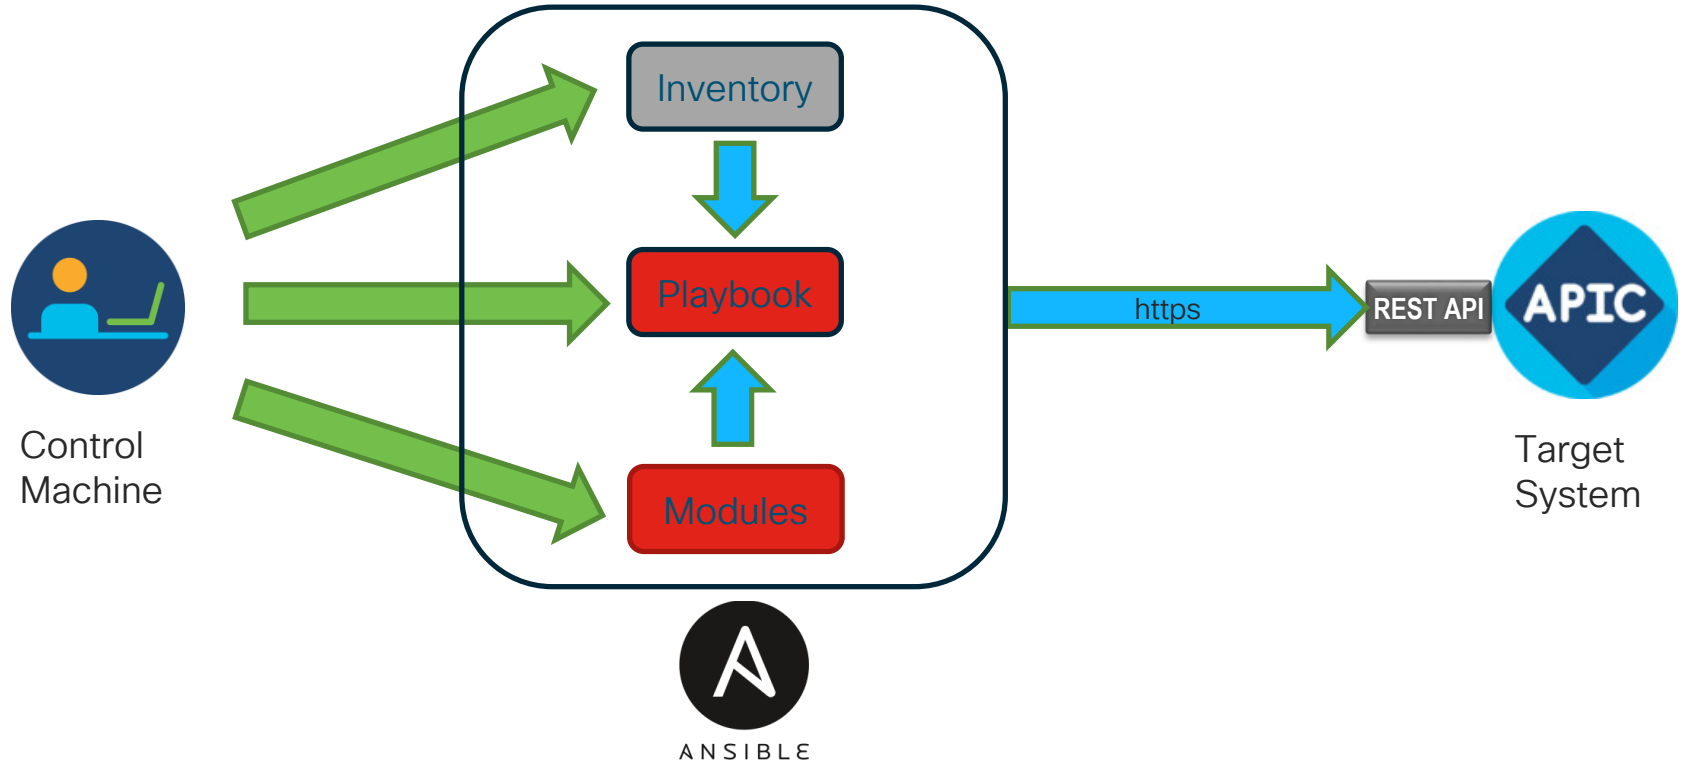 Inventory
Playbook
Modules
Control
Machine
https
REST API
APIC
Target
System
ANSIBLE